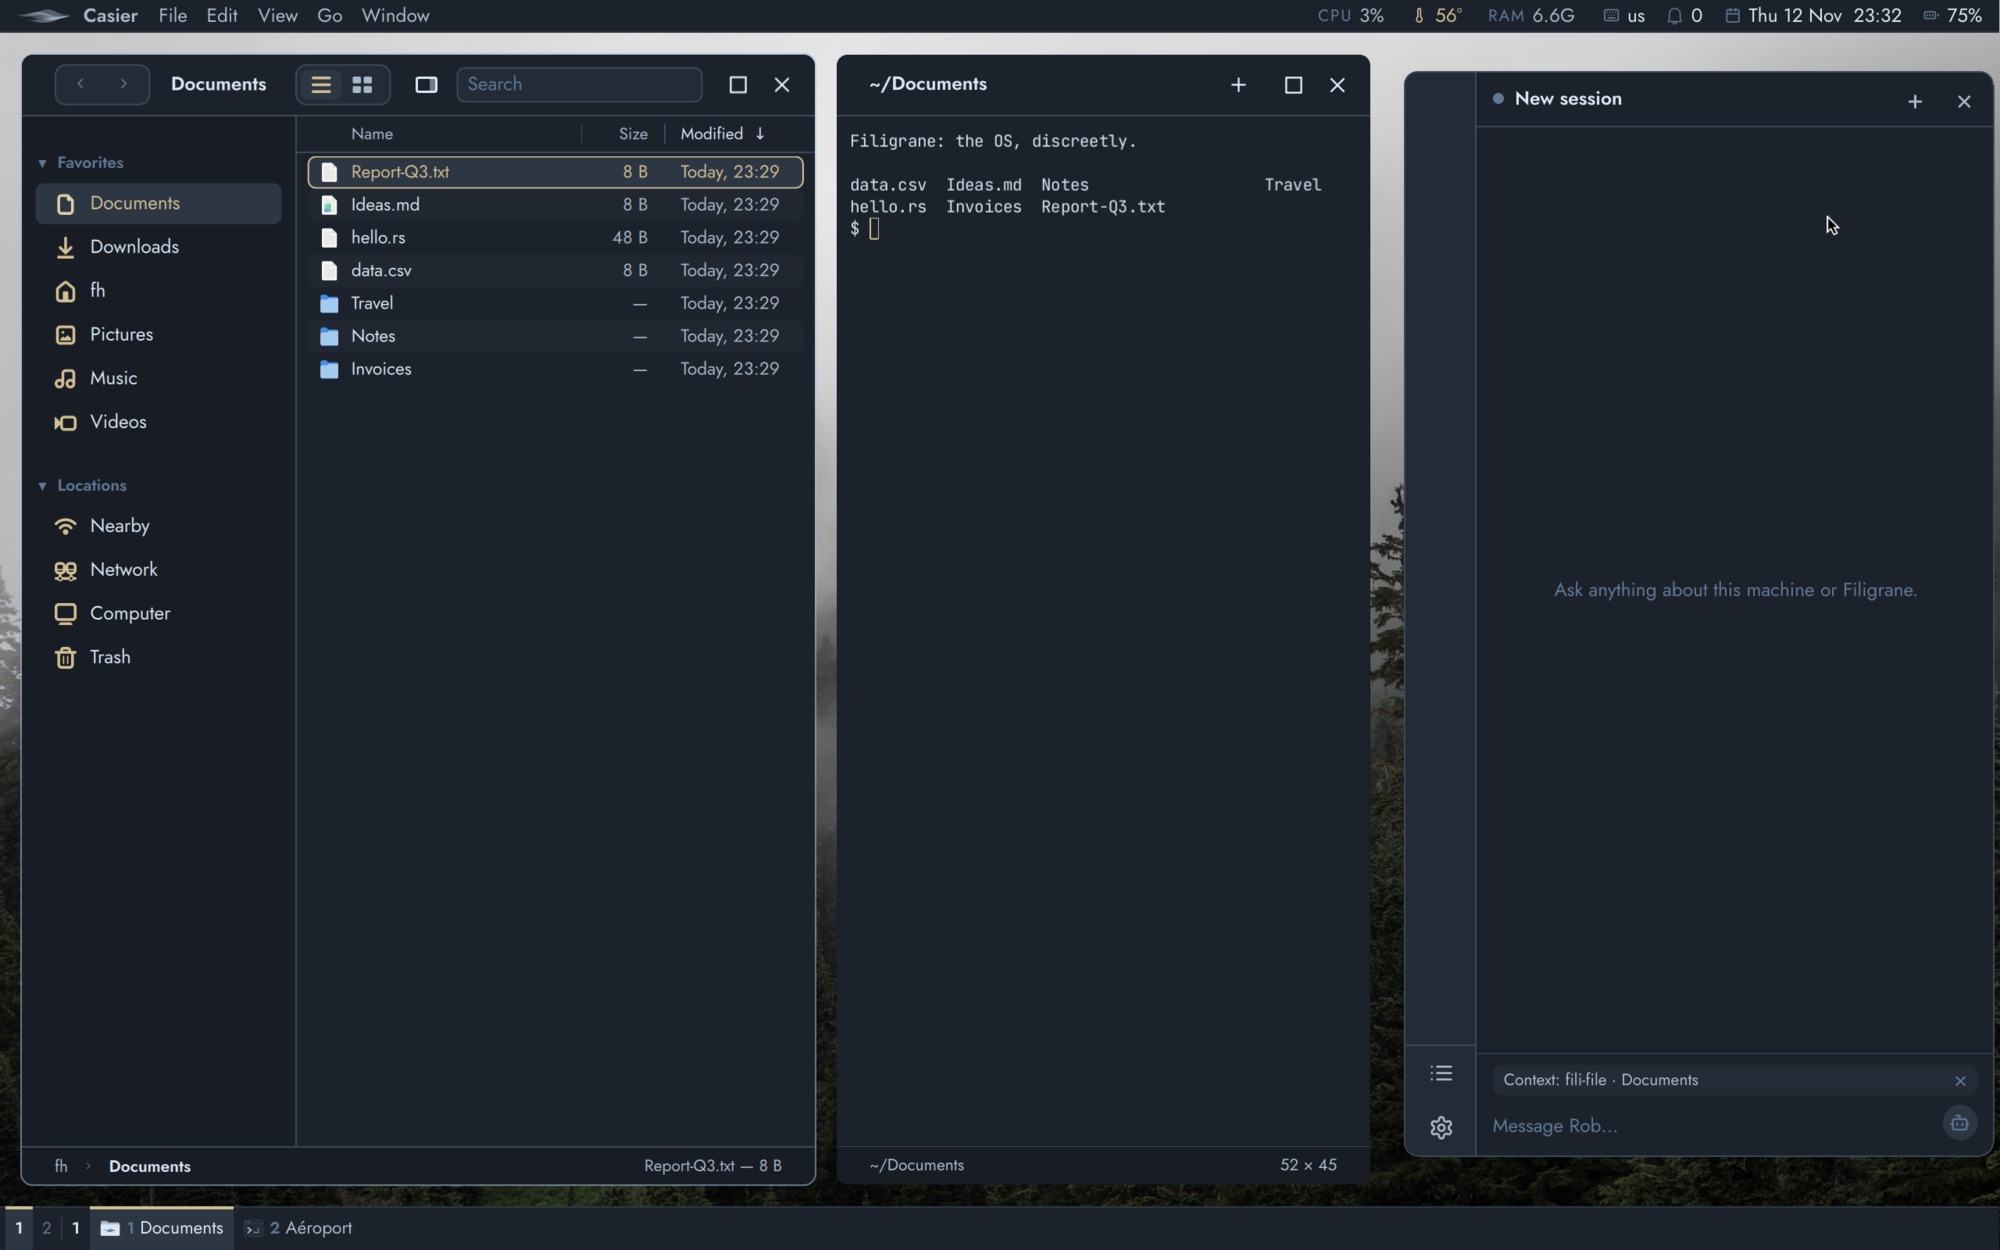 Casier File Edit View Go Window
CPU 3% 56° RAM 6.6G us 0 Thu 12 Nov 23:32 75%
Documents
Search
Favorites
Documents
Downloads
fh
Pictures
Music
Videos
Locations
Nearby
Network
Computer
Trash
Name Size Modified ↓
Report-Q3.txt 8 B Today, 23:29
Ideas.md 8 B Today, 23:29
hello.rs 48 B Today, 23:29
data.csv 8 B Today, 23:29
Travel — Today, 23:29
Notes — Today, 23:29
Invoices — Today, 23:29
fh › Documents
Report-Q3.txt — 8 B
~/Documents
Filigrane: the OS, discreetly.
data.csv Ideas.md Notes Travel
hello.rs Invoices Report-Q3.txt
$
~/Documents
52 × 45
New session
Ask anything about this machine or Filigrane.
Context: fili-file · Documents
Message Rob...
1 2 1 1 Documents 2 Aéroport